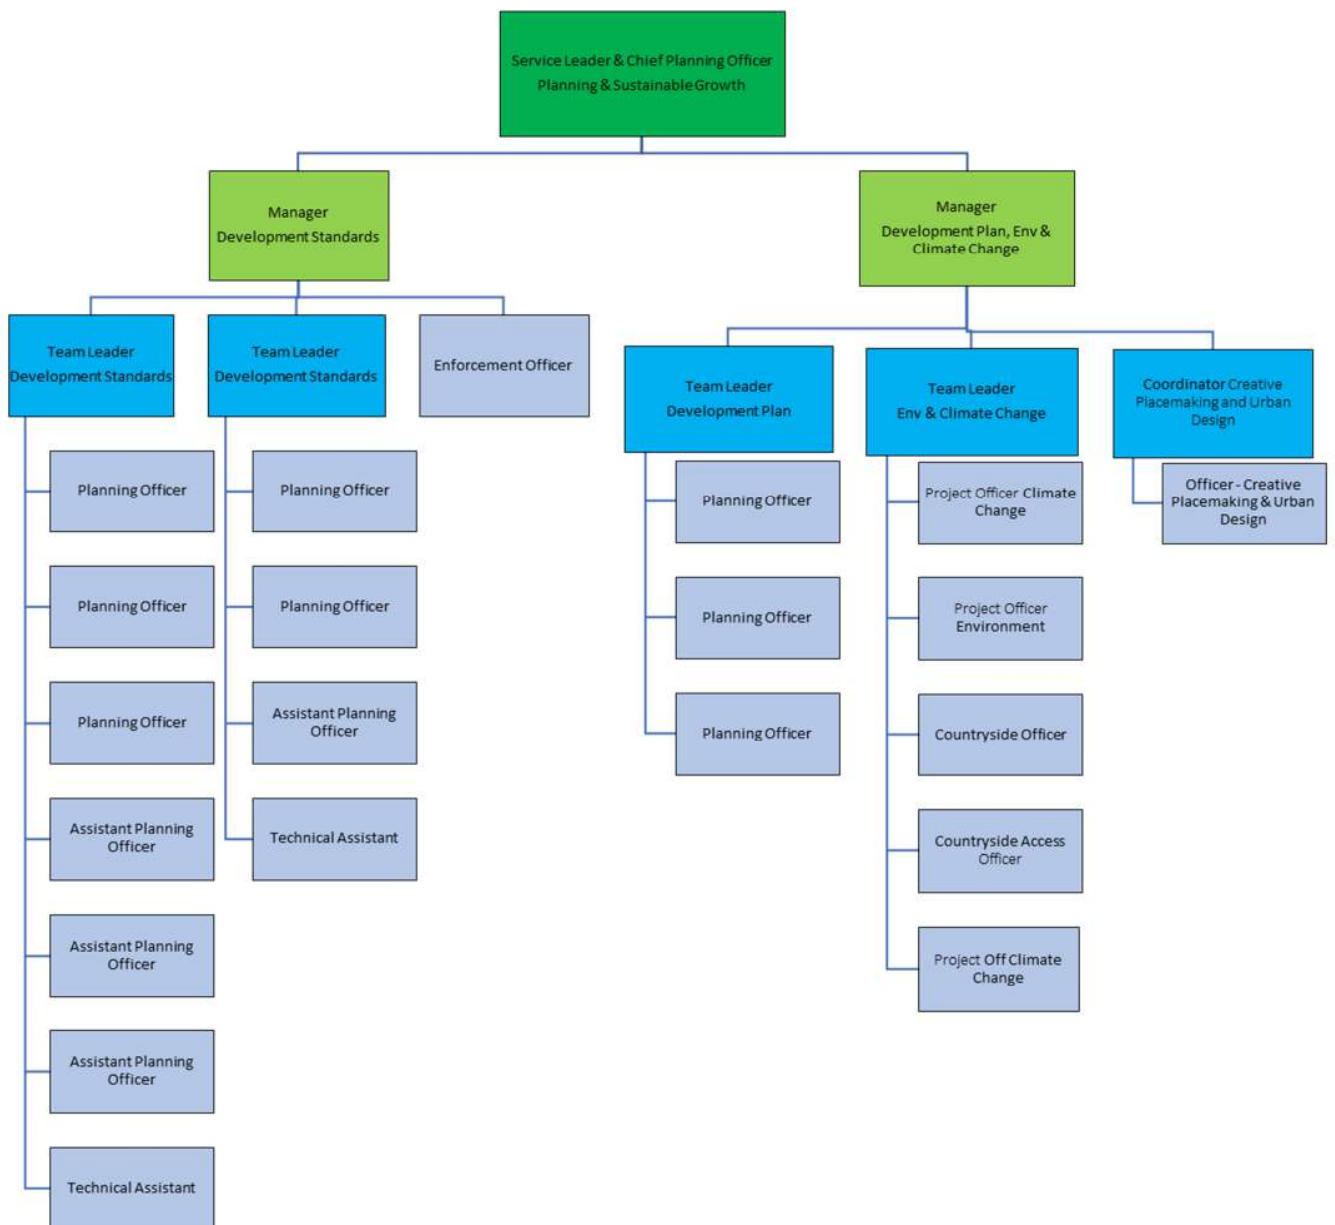 Service Leader & Chief Planning Officer
Planning & Sustainable Growth
Manager
Development Standards
Manager
Development Plan, Env &
Climate Change
Team Leader
Development Standards
Team Leader
Development Standards
Enforcement Officer
Team Leader
Development Plan
Team Leader
Env & Climate Change
Coordinator Creative
Placemaking and Urban
Design
Planning Officer
Planning Officer
Planning Officer
Assistant Planning
Officer
Assistant Planning
Officer
Assistant Planning
Officer
Technical Assistant
Planning Officer
Planning Officer
Assistant Planning
Officer
Technical Assistant
Planning Officer
Planning Officer
Planning Officer
Project Officer Climate
Change
Project Officer
Environment
Countryside Officer
Countryside Access
Officer
Project Off Climate
Change
Officer - Creative
Placemaking & Urban
Design